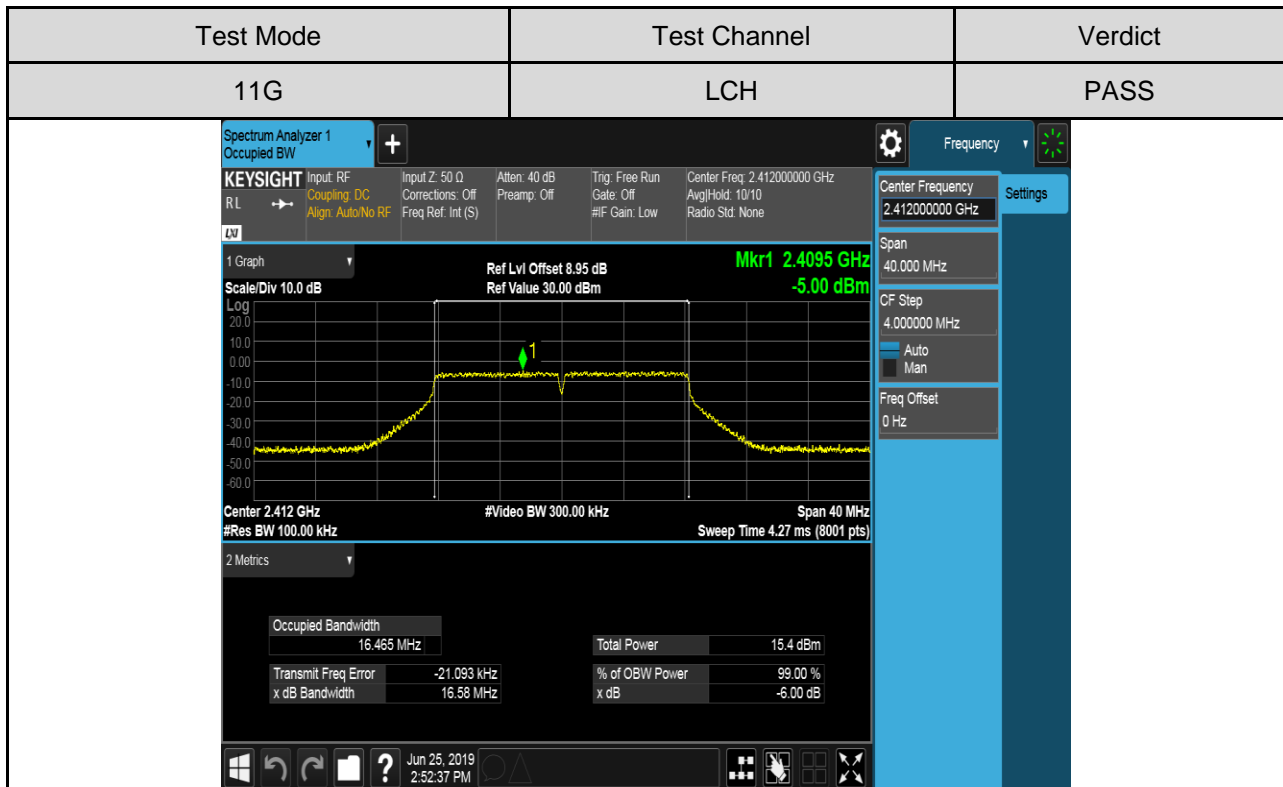 Test Mode Test Channel Verdict
11G LCH PASS
Spectrum Analyzer 1
Occupied BW
+
Frequency
KEYSIGHT
RL
LXI
Input: RF
Coupling: DC
Align: Auto/No RF
Input Z: 50 Ω
Corrections: Off
Freq Ref: Int (S)
Atten: 40 dB
Preamp: Off
Trig: Free Run
Gate: Off
#IF Gain: Low
Center Freq: 2.412000000 GHz
Avg|Hold: 10/10
Radio Std: None
Center Frequency
2.412000000 GHz
Settings
Span
40.000 MHz
CF Step
4.000000 MHz
Auto
Man
Freq Offset
0 Hz
1 Graph
Scale/Div 10.0 dB
Ref Lvl Offset 8.95 dB
Ref Value 30.00 dBm
Mkr1 2.4095 GHz
-5.00 dBm
Log
20.0
10.0
0.00
-10.0
-20.0
-30.0
-40.0
-50.0
-60.0
1
Center 2.412 GHz #Video BW 300.00 kHz Span 40 MHz
#Res BW 100.00 kHz Sweep Time 4.27 ms (8001 pts)
2 Metrics
Occupied Bandwidth
16.465 MHz
Total Power 15.4 dBm
Transmit Freq Error -21.093 kHz
% of OBW Power 99.00 %
x dB Bandwidth 16.58 MHz
x dB -6.00 dB
?
Jun 25, 2019
2:52:37 PM